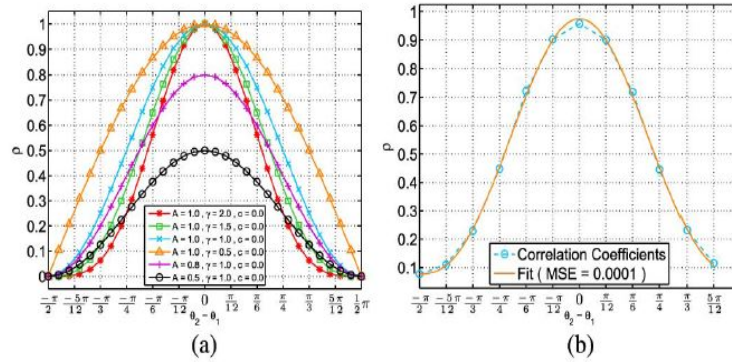 1
0.9
0.8
0.7
0.6
0.5
0.4
0.3
0.2
0.1
0
ρ
A = 1.0, γ = 2.0 , c = 0.0
A = 1.0, γ = 1.5 , c = 0.0
A = 1.0, γ = 1.0 , c = 0.0
A = 1.0, γ = 0.5 , c = 0.0
A = 0.8, γ = 1.0, c = 0.0
A = 0.5, γ = 1.0, c = 0.0
−π/2 −5π/12 −π/3 −π/4 −π/6 −π/12 0 π/12 π/6 π/4 π/3 5π/12 1/2 π
θ2 − θ1
(a)
1
0.9
0.8
0.7
0.6
0.5
0.4
0.3
0.2
0.1
ρ
Correlation Coefficients
Fit ( MSE = 0.0001 )
−π/2 −5π/12 −π/3 −π/4 −π/6 −π/12 0 π/12 π/6 π/4 π/3 5π/12
θ2 − θ1
(b)